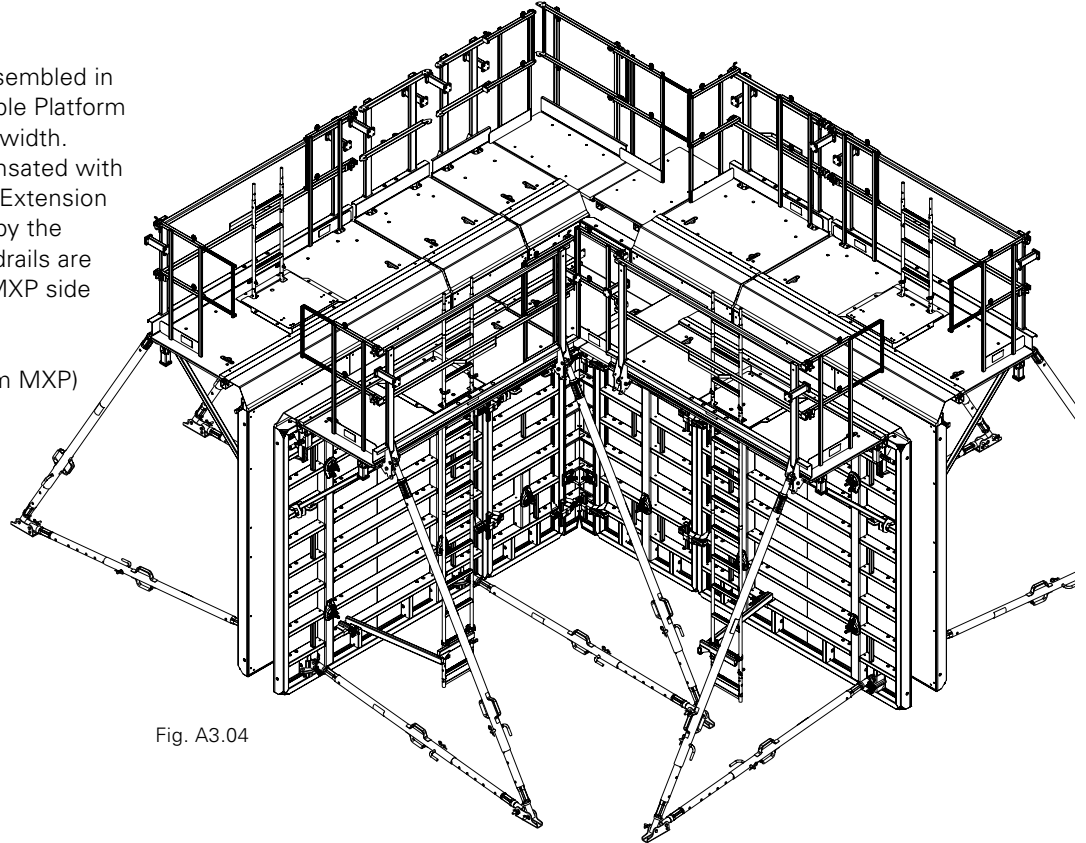 sembled in
ble Platform
width.
nsated with
Extension
by the
drails are
MXP side
m MXP)
Fig. A3.04